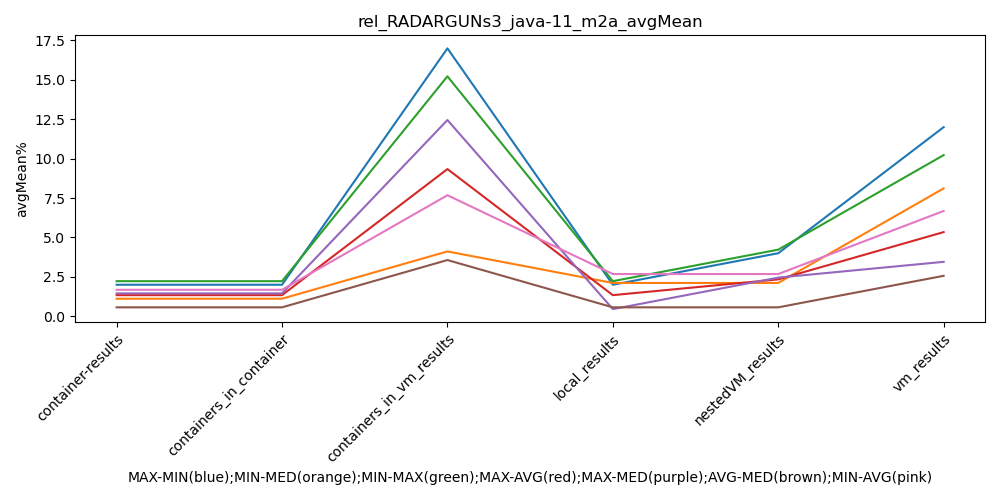 rel_RADARGUNs3_java-11_m2a_avgMean
17.5
15.0
12.5
10.0
7.5
5.0
2.5
0.0
avgMean%
container-results
containers_in_container
containers_in_vm_results
local_results
nestedVM_results
vm_results
MAX-MIN(blue);MIN-MED(orange);MIN-MAX(green);MAX-AVG(red);MAX-MED(purple);AVG-MED(brown);MIN-AVG(pink)